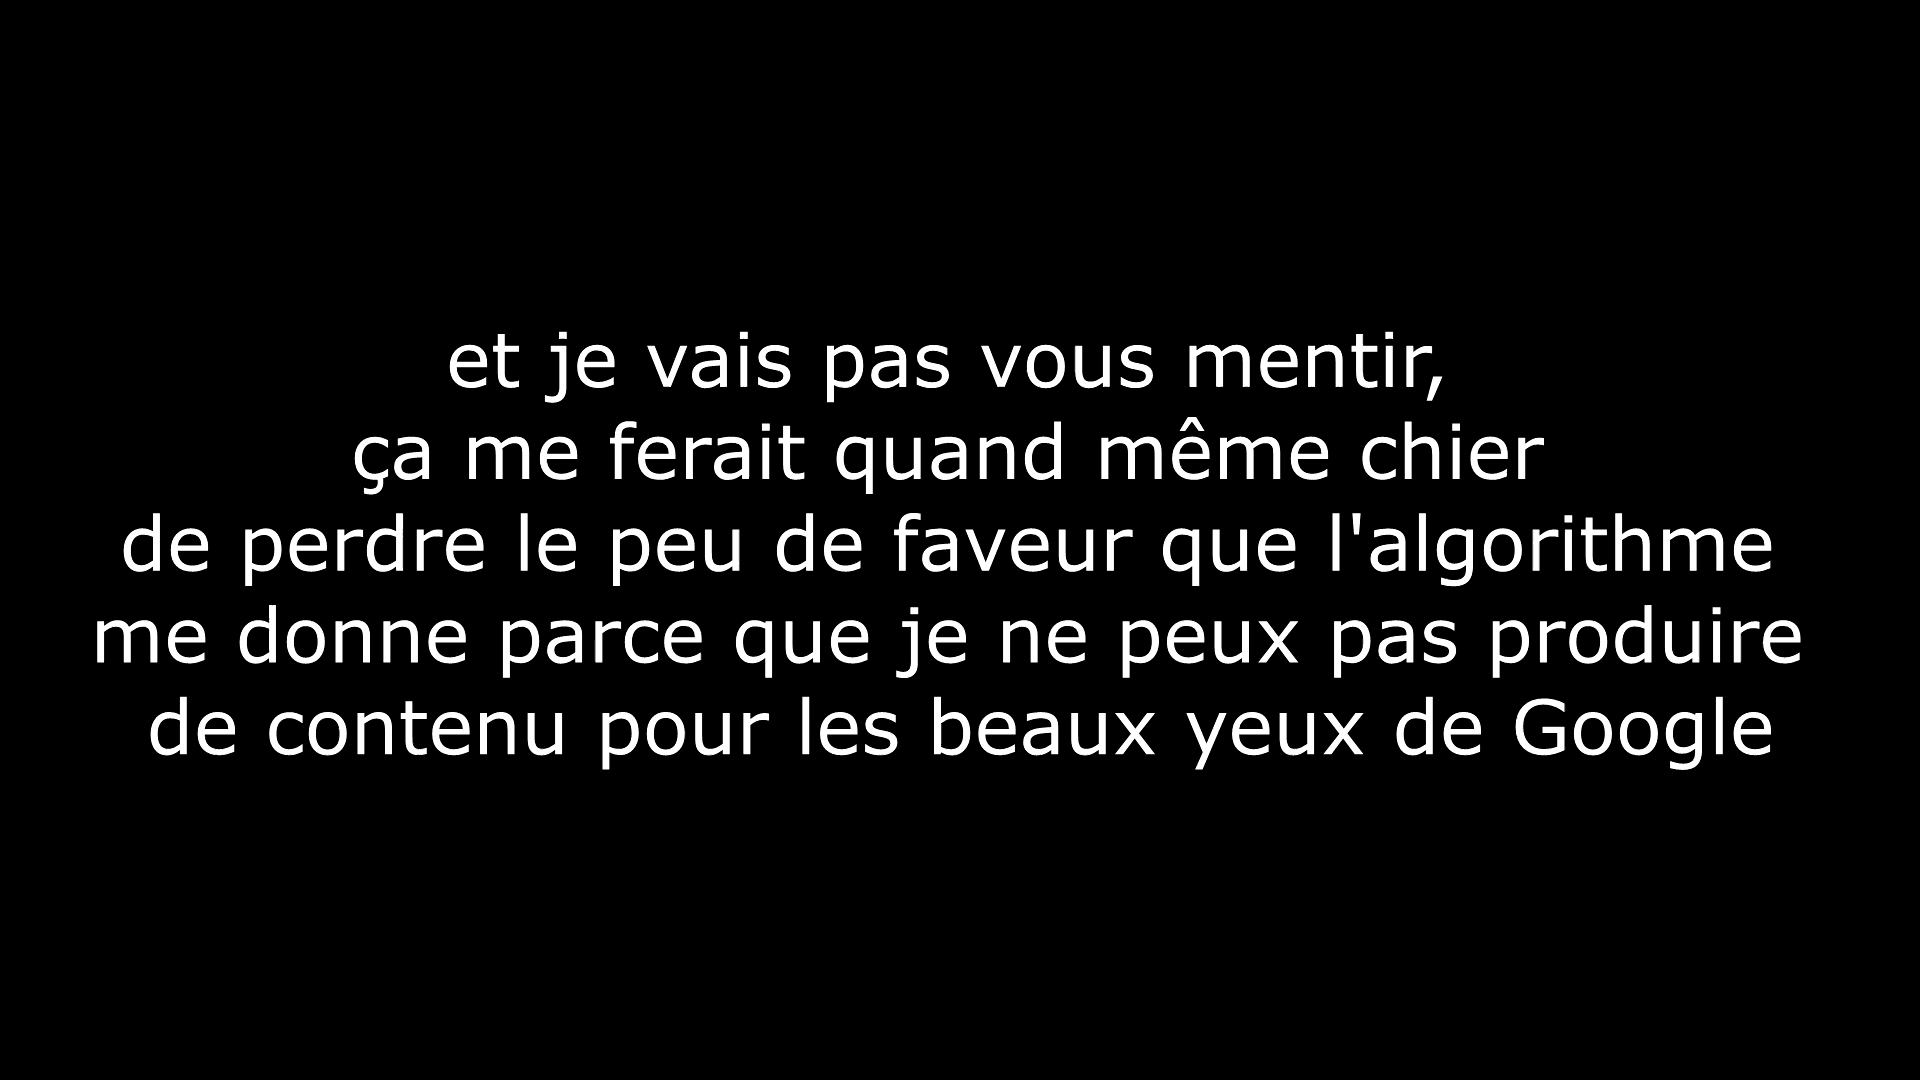 et je vais pas vous mentir,
ça me ferait quand même chier
de perdre le peu de faveur que l'algorithme
me donne parce que je ne peux pas produire
de contenu pour les beaux yeux de Google